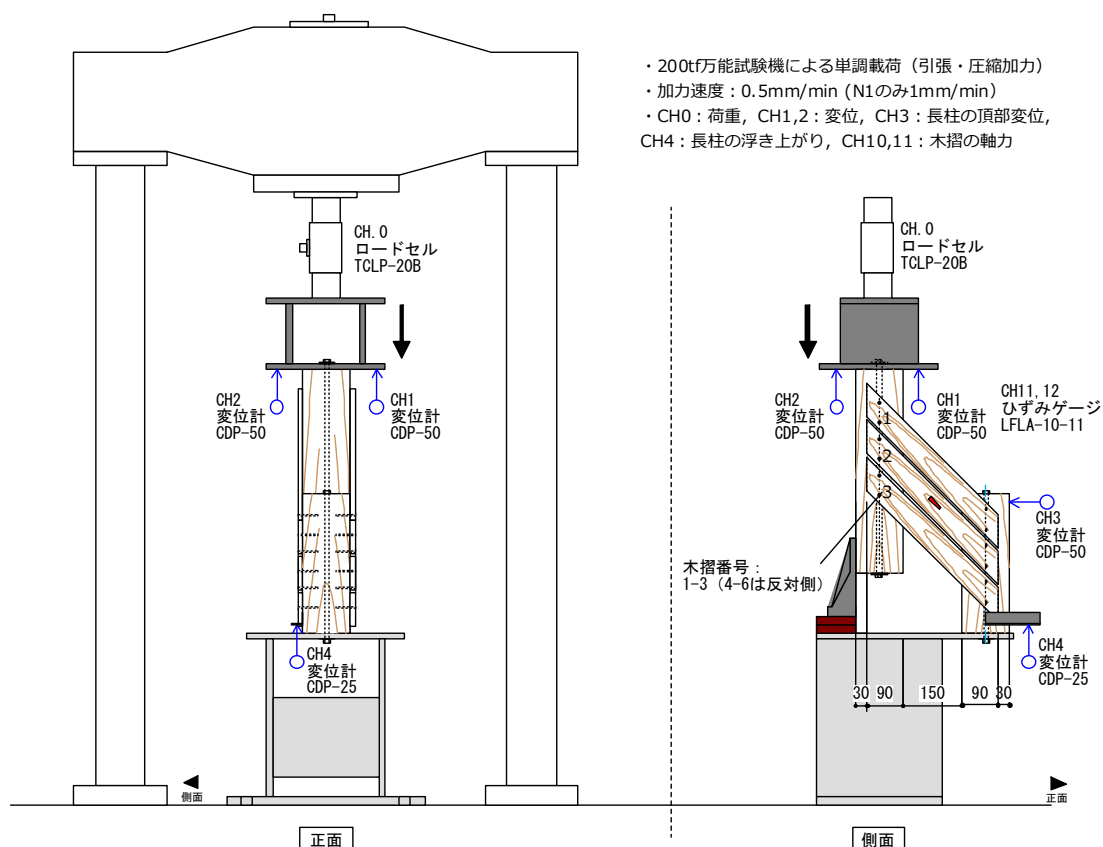 ・200tf万能試験機による単調載荷（引張・圧縮加力）
・加力速度：0.5mm/min (N1のみ1mm/min）
・CH0：荷重，CH1,2：変位，CH3：長柱の頂部変位，
CH4：長柱の浮き上がり，CH10,11：木摺の軸力
CH.0
ロードセル
TCLP-20B
CH2
変位計
CDP-50
CH1
変位計
CDP-50
CH4
変位計
CDP-25
側面
正面
CH.0
ロードセル
TCLP-20B
CH2
変位計
CDP-50
CH1
変位計
CDP-50
CH11,12
ひずみゲージ
LFLA-10-11
1
2
3
CH3
変位計
CDP-50
木摺番号：
1-3（4-6は反対側）
CH4
変位計
CDP-25
30 90 150 90 30
正面
側面